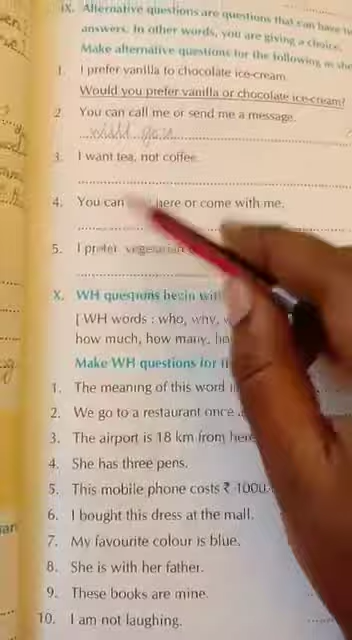 IX. Alternative questions are questions that can have
answers. In other words, you are giving a choice.
Make alternative questions for the following as
1. I prefer vanilla to chocolate ice-cream.
Would you prefer vanilla or chocolate ice-cream?
2. You can call me or send me a message.
3. I want tea, not coffee.
4. You can here or come with me.
5. I prefer vegetarian
X. WH questions begin with
[ WH words : who, why,
how much, how many,
Make WH questions for
1. The meaning of this word
2. We go to a restaurant once
3. The airport is 18 km from here
4. She has three pens.
5. This mobile phone costs ₹ 1000
6. I bought this dress at the mall.
7. My favourite colour is blue.
8. She is with her father.
9. These books are mine.
10. I am not laughing.